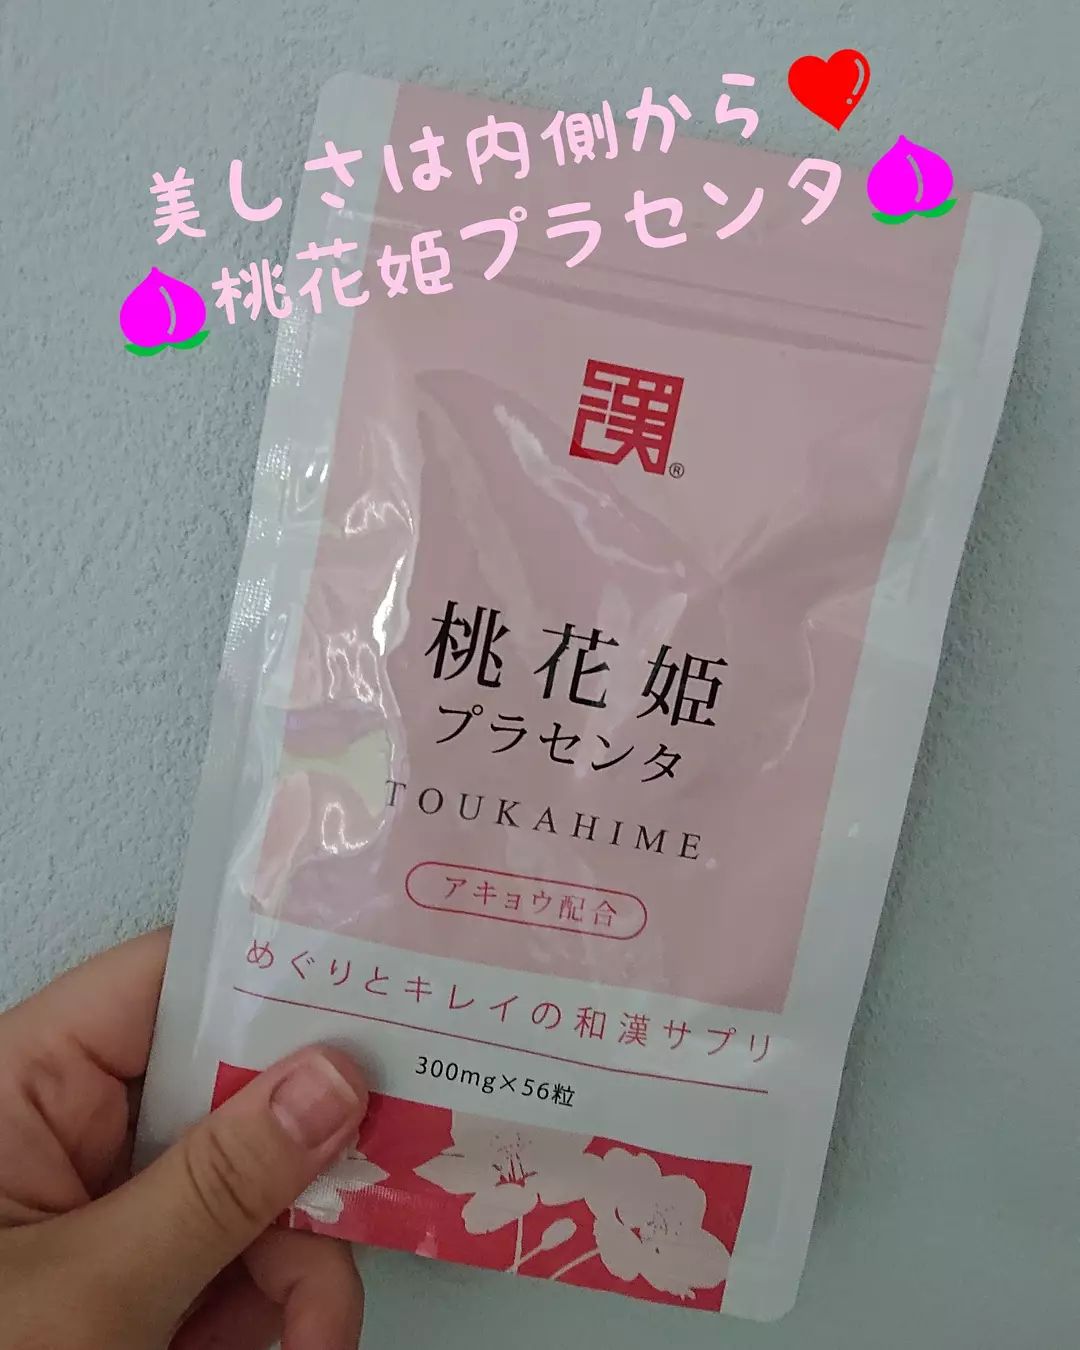 美しさは内側から
桃花姫プラセンタ
漢®
桃花姫
プラセンタ
TOUKAHIME
アキョウ配合
めぐりとキレイの和漢サプリ
300mg×56粒